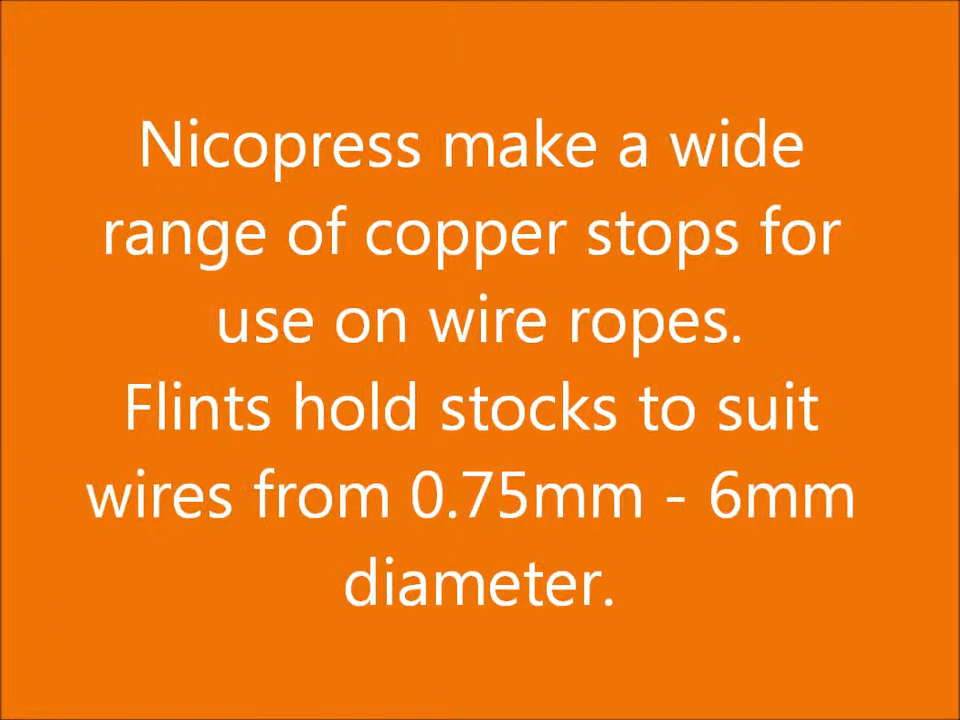 Nicopress make a wide
range of copper stops for
use on wire ropes.
Flints hold stocks to suit
wires from 0.75mm - 6mm
diameter.